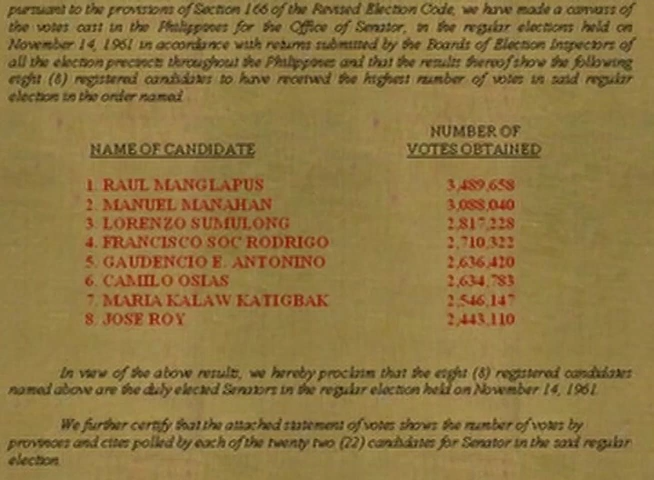 pursuant to the provisions of Section 166 of the Revised Election Code, we have made a canvass of
the votes cast in the Philippines for the Office of Senator, in the regular elections held on
November 14, 1961 in accordance with returns submitted by the Boards of Election Inspectors of
all the election precincts throughout the Philippines and that the results thereof show the following
eight (8) registered candidates to have received the highest number of votes in said regular
election in the order named.
NUMBER OF
NAME OF CANDIDATE VOTES OBTAINED
1. RAUL MANGLAPUS 3,489,658
2. MANUEL MANAHAN 3,088,040
3. LORENZO SUMULONG 2,817,228
4. FRANCISCO SOC RODRIGO 2,710,322
5. GAUDENCIO E. ANTONINO 2,636,420
6. CAMILO OSIAS 2,634,783
7. MARIA KALAW KATIGBAK 2,546,147
8. JOSE ROY 2,443,110
In view of the above results, we hereby proclaim that the eight (8) registered candidates
named above are the duly elected Senators in the regular election held on November 14, 1961.
We further certify that the attached statement of votes shows the number of votes by
provinces and cites polled by each of the twenty two (22) candidates for Senator in the said regular
election.